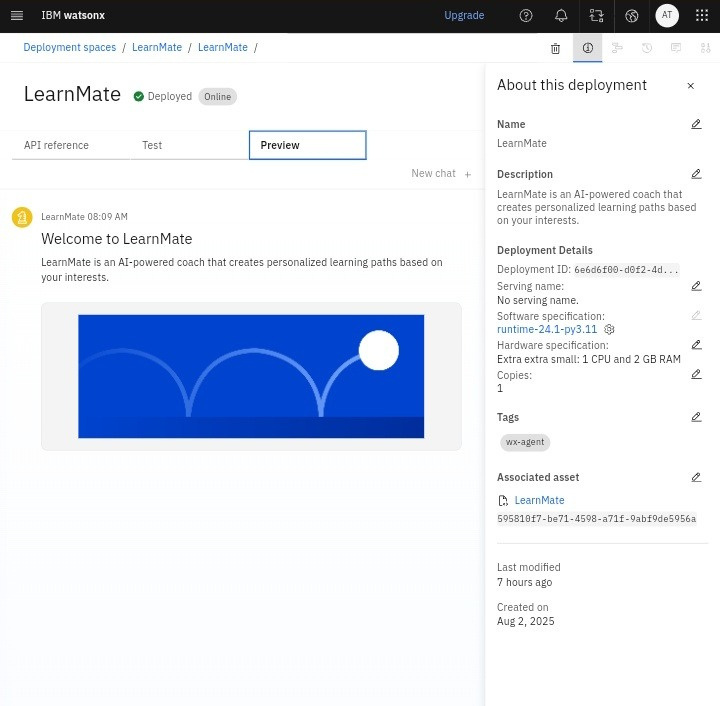 IBM watsonx
Upgrade
AT
Deployment spaces / LearnMate / LearnMate /
LearnMate
Deployed
Online
API reference
Test
Preview
New chat +
LearnMate 08:09 AM
Welcome to LearnMate
LearnMate is an AI-powered coach that creates personalized learning paths based on
your interests.
About this deployment
Name
LearnMate
Description
LearnMate is an AI-powered coach that
creates personalized learning paths based
on your interests.
Deployment Details
Deployment ID: 6e6d6f00-d0f2-4d...
Serving name:
No serving name.
Software specification:
runtime-24.1-py3.11
Hardware specification:
Extra extra small: 1 CPU and 2 GB RAM
Copies:
1
Tags
wx-agent
Associated asset
LearnMate
595810f7-be71-4598-a71f-9abf9de5956a
Last modified
7 hours ago
Created on
Aug 2, 2025